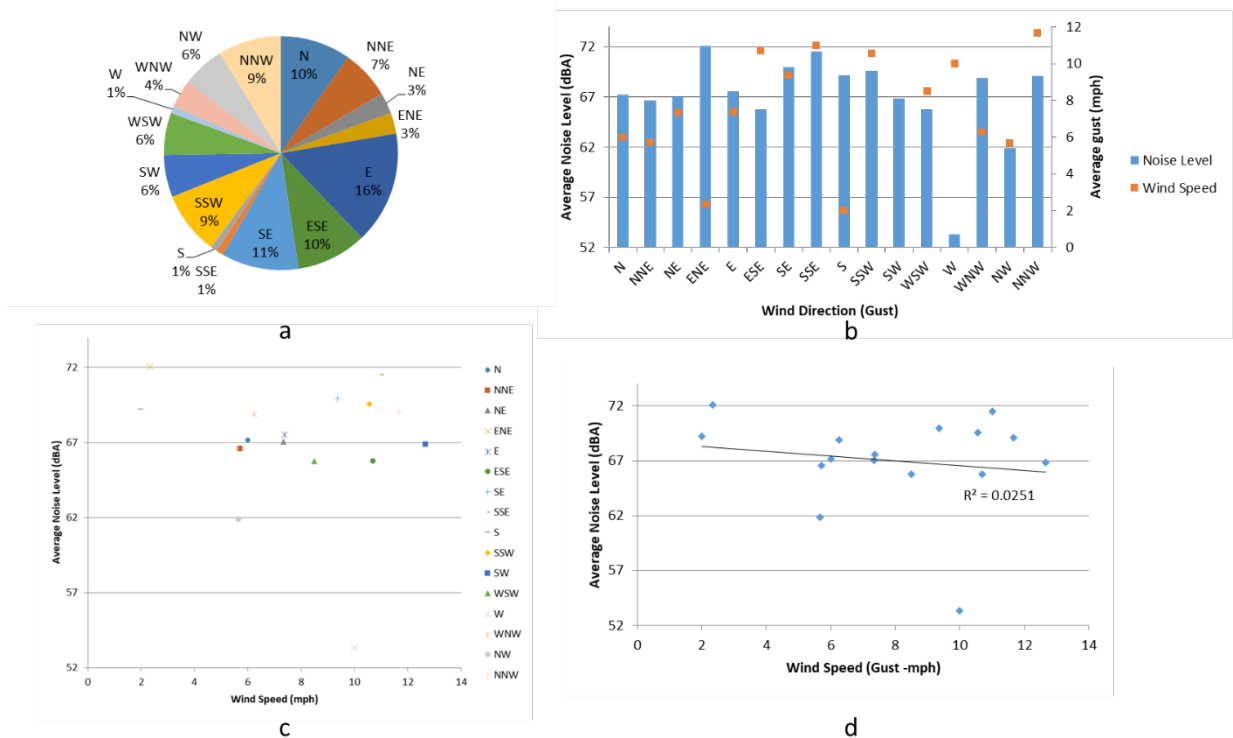 N
10%
NNE
7%
NE
3%
ENE
3%
E
16%
ESE
10%
SE
11%
SSE
1%
S
1%
SSW
9%
SW
6%
WSW
6%
W
1%
WNW
4%
NW
6%
NNW
9%
a
Average Noise Level (dBA)
72
67
62
57
52
12
10
8
6
4
2
0
Average gust (mph)
N
NNE
NE
ENE
E
ESE
SE
SSE
S
SSW
SW
WSW
W
WNW
NW
NNW
Wind Direction (Gust)
Noise Level
Wind Speed
b
Average Noise Level (dBA)
72
67
62
57
52
0 2 4 6 8 10 12 14
Wind Speed (mph)
N
NNE
NE
ENE
E
ESE
SE
SSE
S
SSW
SW
WSW
W
WNW
NW
NNW
c
Average Noise Level (dBA)
72
67
62
57
52
R² = 0.0251
0 2 4 6 8 10 12 14
Wind Speed (Gust -mph)
d